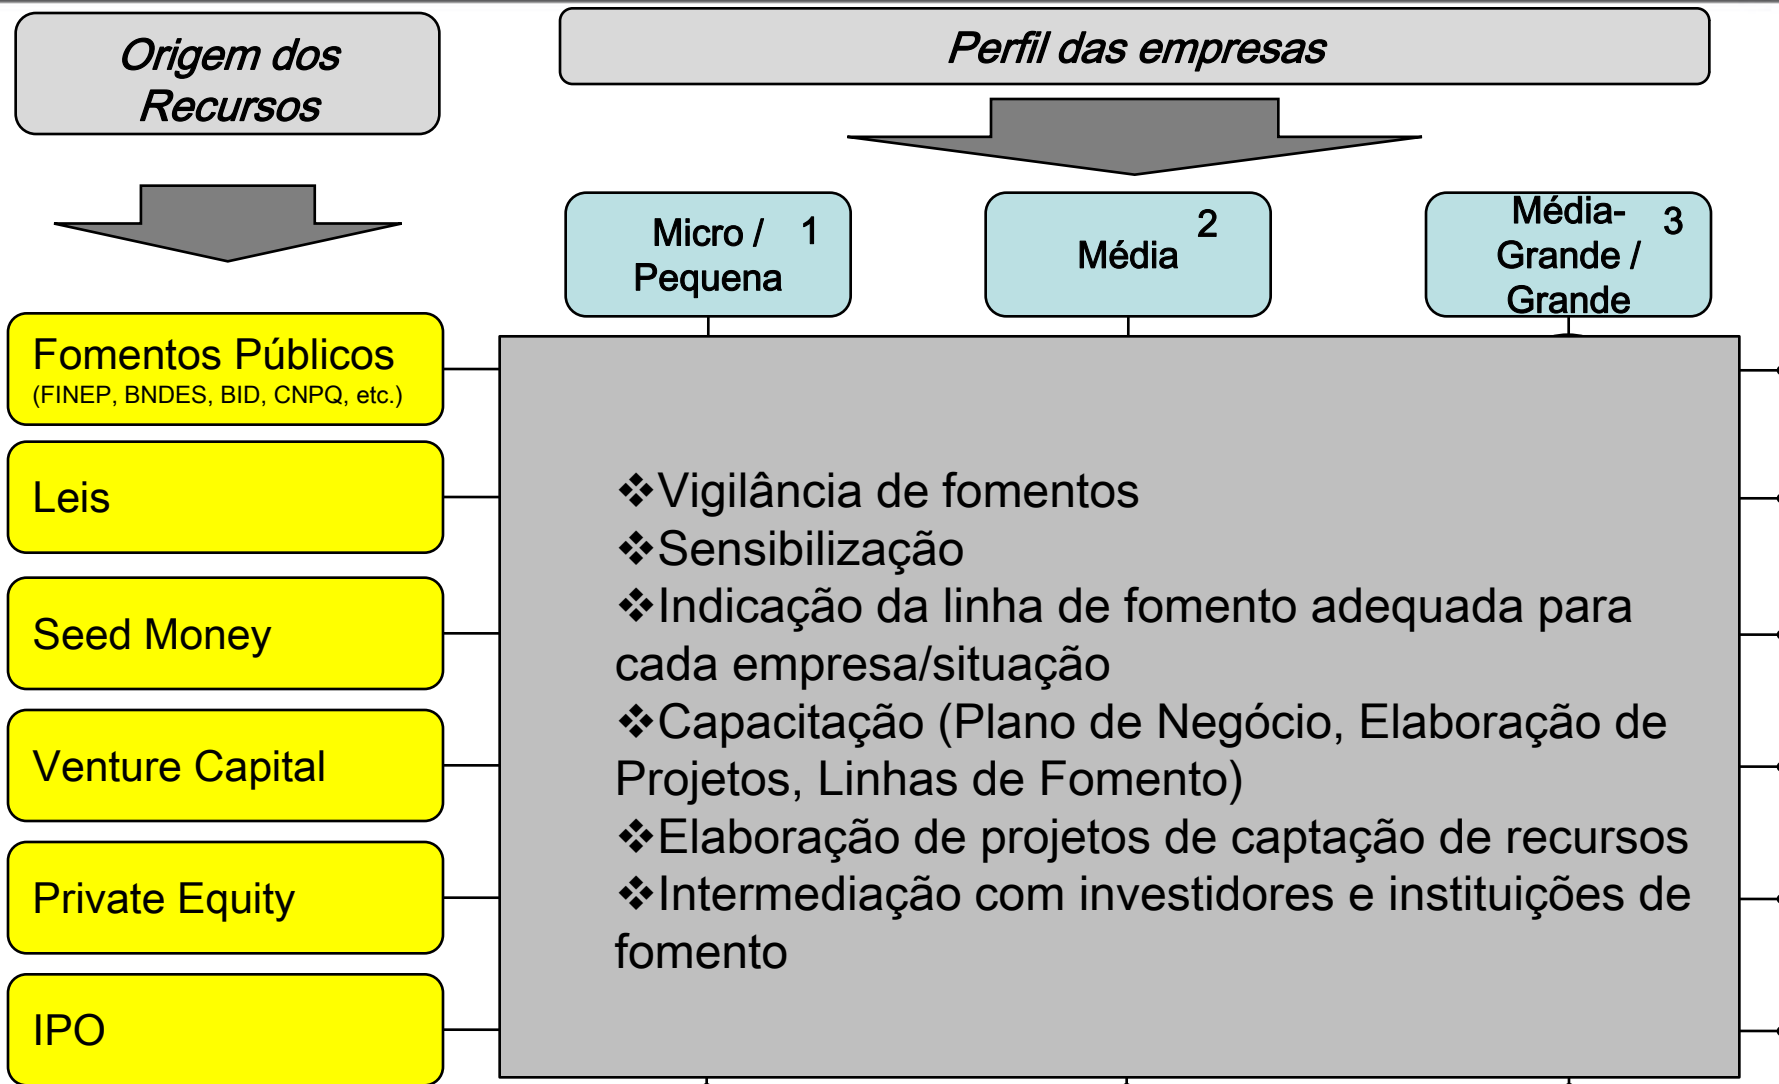 Origem dos
Recursos
Perfil das empresas
Micro / 1
Pequena
2
Média
Média- 3
Grande /
Grande
Fomentos Públicos
(FINEP, BNDES, BID, CNPQ, etc.)
Leis
Seed Money
Venture Capital
Private Equity
IPO
❖Vigilância de fomentos
❖Sensibilização
❖Indicação da linha de fomento adequada para
cada empresa/situação
❖Capacitação (Plano de Negócio, Elaboração de
Projetos, Linhas de Fomento)
❖Elaboração de projetos de captação de recursos
❖Intermediação com investidores e instituições de
fomento